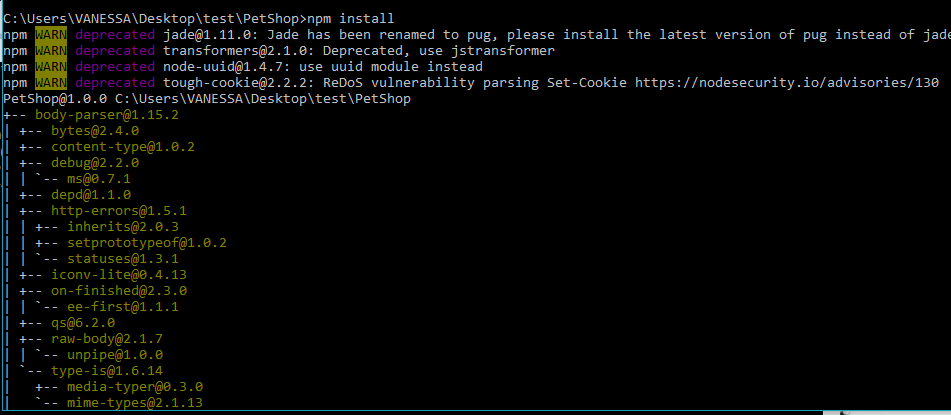 C:\Users\VANESSA\Desktop\test\PetShop>npm install
npm WARN deprecated jade@1.11.0: Jade has been renamed to pug, please install the latest version of pug instead of jade
npm WARN deprecated transformers@2.1.0: Deprecated, use jstransformer
npm WARN deprecated node-uuid@1.4.7: use uuid module instead
npm WARN deprecated tough-cookie@2.2.2: ReDoS vulnerability parsing Set-Cookie https://nodesecurity.io/advisories/130
PetShop@1.0.0 C:\Users\VANESSA\Desktop\test\PetShop
+-- body-parser@1.15.2
| +-- bytes@2.4.0
| +-- content-type@1.0.2
| +-- debug@2.2.0
| | `-- ms@0.7.1
| +-- depd@1.1.0
| +-- http-errors@1.5.1
| | +-- inherits@2.0.3
| | +-- setprototypeof@1.0.2
| | `-- statuses@1.3.1
| +-- iconv-lite@0.4.13
| +-- on-finished@2.3.0
| | `-- ee-first@1.1.1
| +-- qs@6.2.0
| +-- raw-body@2.1.7
| | `-- unpipe@1.0.0
| `-- type-is@1.6.14
|   +-- media-typer@0.3.0
|   `-- mime-types@2.1.13